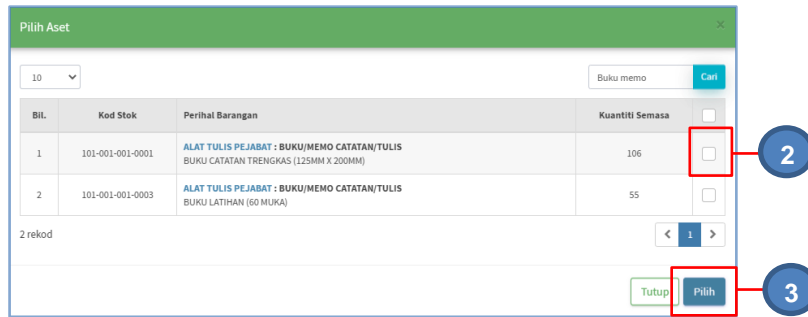 Pilih Aset ×
10 Buku memo Cari
Bil. Kod Stok Perihal Barangan Kuantiti Semasa
1 101-001-001-0001 ALAT TULIS PEJABAT : BUKU/MEMO CATATAN/TULIS 106
BUKU CATATAN TRENGKAS (125MM X 200MM)
2
2 101-001-001-0003 ALAT TULIS PEJABAT : BUKU/MEMO CATATAN/TULIS 55
BUKU LATIHAN (60 MUKA)
2 rekod < 1 >
Tutup Pilih 3